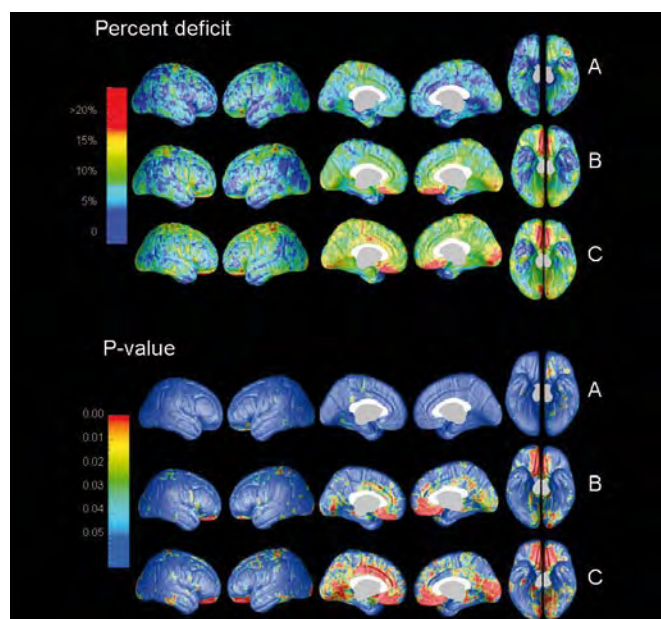 Percent deficit
A
>20%
15%
10%
B
5%
0
C
P-value
A
0.00
0.01
0.02
0.03
B
0.04
0.05
C